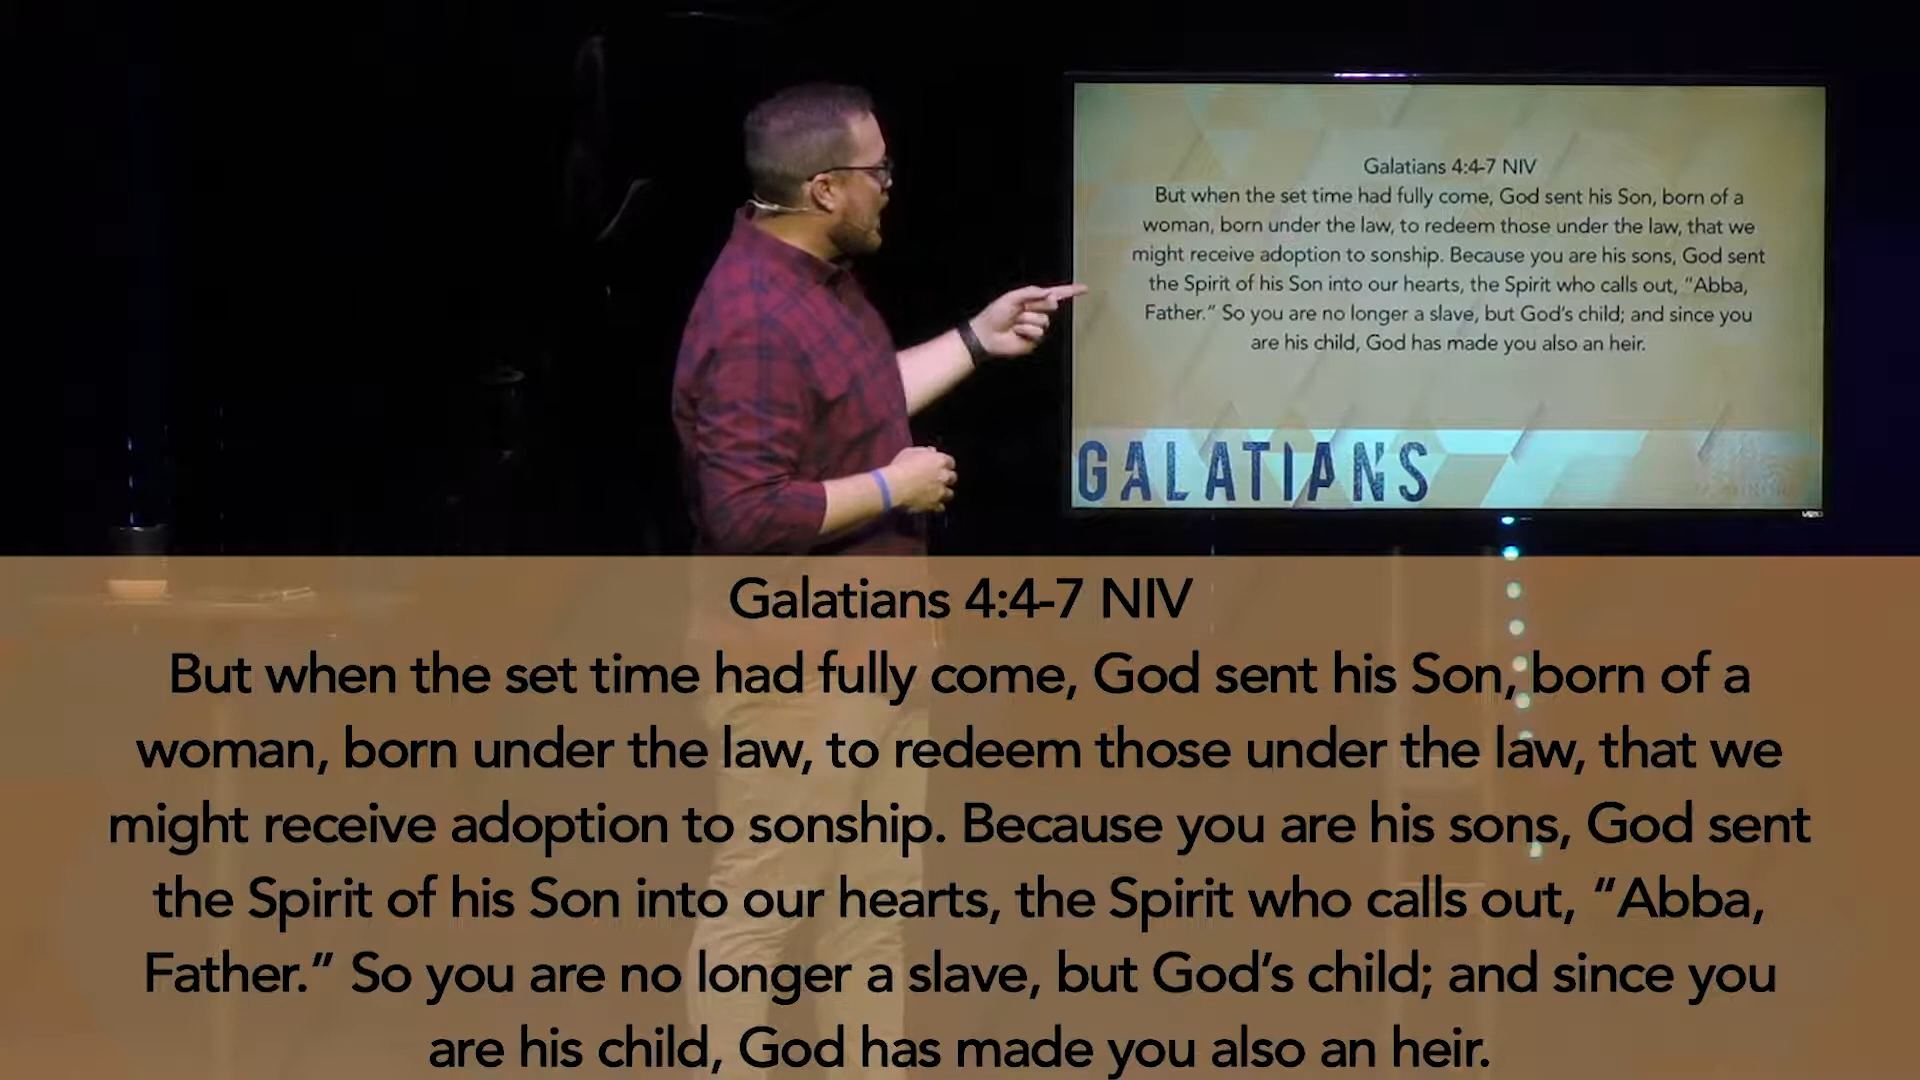 Galatians 4:4-7 NIV
But when the set time had fully come, God sent his Son, born of a
woman, born under the law, to redeem those under the law, that we
might receive adoption to sonship. Because you are his sons, God sent
the Spirit of his Son into our hearts, the Spirit who calls out, “Abba,
Father.” So you are no longer a slave, but God’s child; and since you
are his child, God has made you also an heir.
GALATIANS
VIZIO
Galatians 4:4-7 NIV
But when the set time had fully come, God sent his Son, born of a
woman, born under the law, to redeem those under the law, that we
might receive adoption to sonship. Because you are his sons, God sent
the Spirit of his Son into our hearts, the Spirit who calls out, “Abba,
Father.” So you are no longer a slave, but God’s child; and since you
are his child, God has made you also an heir.